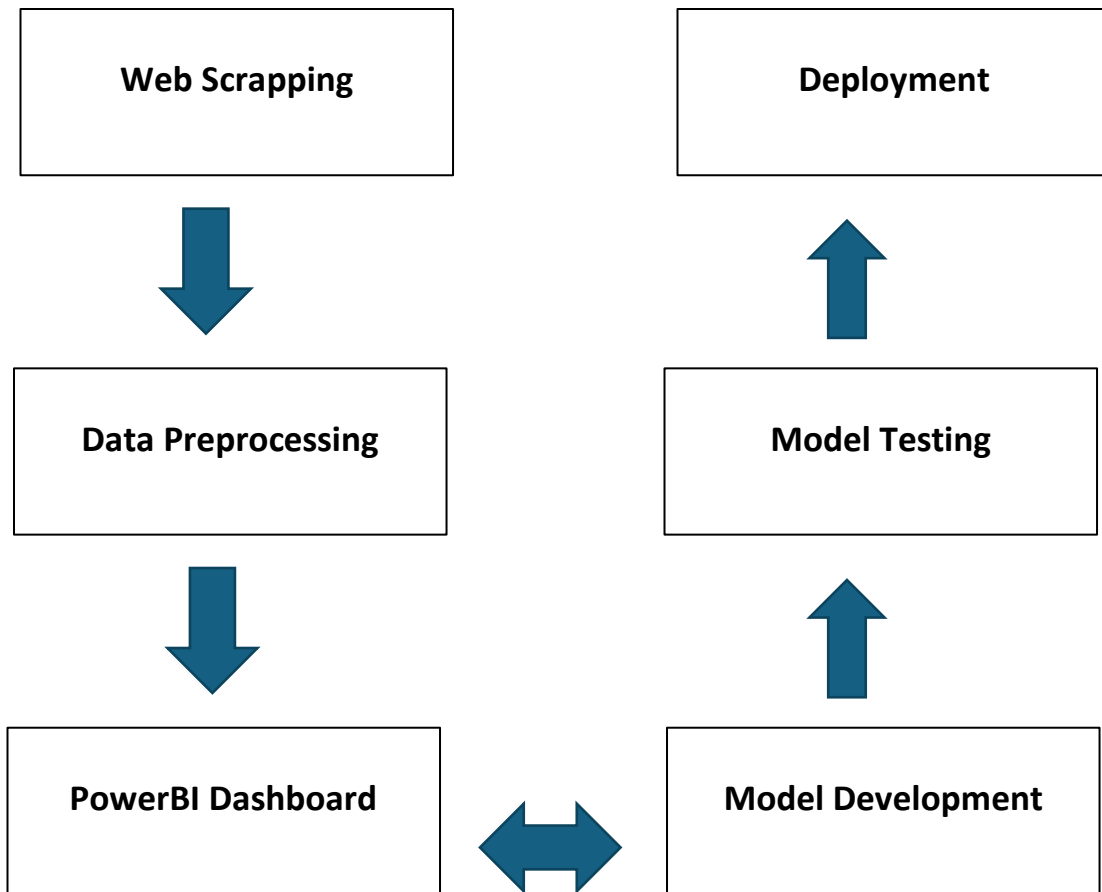 Web Scrapping
Deployment
Data Preprocessing
Model Testing
PowerBI Dashboard
Model Development